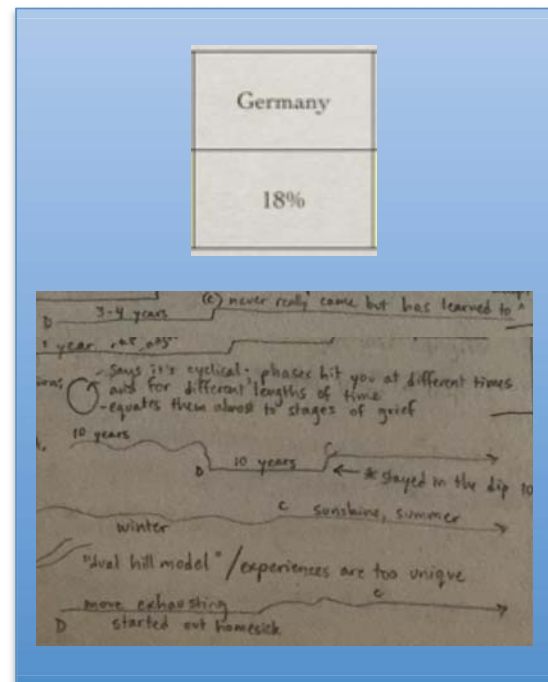 Germany
18%
(c) never really came but has learned to
D 3-4 years
year
- says it's cyclical - phases hit you at different times
and for different lengths of time
- equates them almost to stages of grief
10 years
C
D 10 years
← * stayed in the dip 10
C sunshine, summer
winter
"dual hill model" / experiences are too unique
move exhausting
C
D started out homesick